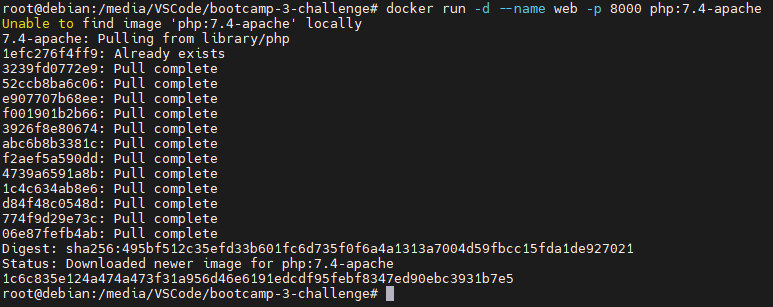 root@debian:/media/VSCode/bootcamp-3-challenge# docker run -d --name web -p 8000 php:7.4-apache
Unable to find image 'php:7.4-apache' locally
7.4-apache: Pulling from library/php
1efc276f4ff9: Already exists
3239fd0772e9: Pull complete
52ccb8ba6c06: Pull complete
e907707b68ee: Pull complete
f001901b2b66: Pull complete
3926f8e80674: Pull complete
abc6b8b3381c: Pull complete
f2aef5a590dd: Pull complete
4739a6591a8b: Pull complete
1c4c634ab8e6: Pull complete
d84f48c0548d: Pull complete
774f9d29e73c: Pull complete
06e87fefb4ab: Pull complete
Digest: sha256:495bf512c35efd33b601fc6d735f0f6a4a1313a7004d59fbcc15fda1de927021
Status: Downloaded newer image for php:7.4-apache
1c6c835e124a474a473f31a956d46e6191edcdf95febf8347ed90ebc3931b7e5
root@debian:/media/VSCode/bootcamp-3-challenge#